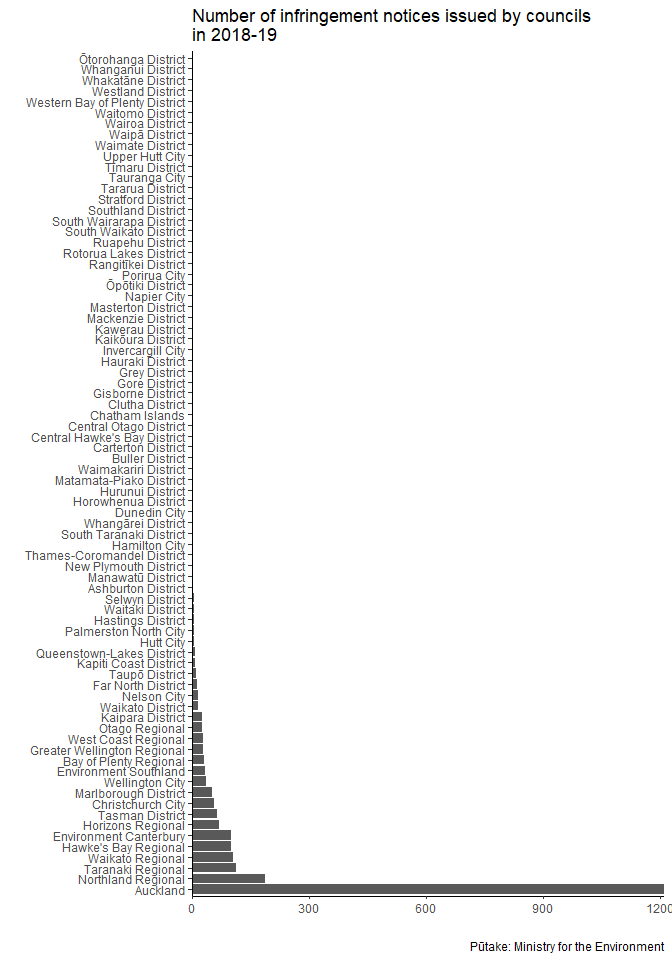 Number of infringement notices issued by councils
in 2018-19
Ōtorohanga District
Whanganui District
Whakatāne District
Westland District
Western Bay of Plenty District
Waitomo District
Wairoa District
Waipā District
Waimate District
Upper Hutt City
Timaru District
Tauranga City
Tararua District
Stratford District
Southland District
South Wairarapa District
South Waikato District
Ruapehu District
Rotorua Lakes District
Rangitīkei District
Porirua City
Ōpōtiki District
Napier City
Masterton District
Mackenzie District
Kawerau District
Kaikōura District
Invercargill City
Hauraki District
Grey District
Gore District
Gisborne District
Clutha District
Chatham Islands
Central Otago District
Central Hawke's Bay District
Carterton District
Buller District
Waimakariri District
Matamata-Piako District
Hurunui District
Horowhenua District
Dunedin City
Whangārei District
South Taranaki District
Hamilton City
Thames-Coromandel District
New Plymouth District
Manawatū District
Ashburton District
Selwyn District
Waitaki District
Hastings District
Palmerston North City
Hutt City
Queenstown-Lakes District
Kapiti Coast District
Taupō District
Far North District
Nelson City
Waikato District
Kaipara District
Otago Regional
West Coast Regional
Greater Wellington Regional
Bay of Plenty Regional
Environment Southland
Wellington City
Marlborough District
Christchurch City
Tasman District
Horizons Regional
Environment Canterbury
Hawke's Bay Regional
Waikato Regional
Taranaki Regional
Northland Regional
Auckland
0 300 600 900 1200
Pūtake: Ministry for the Environment